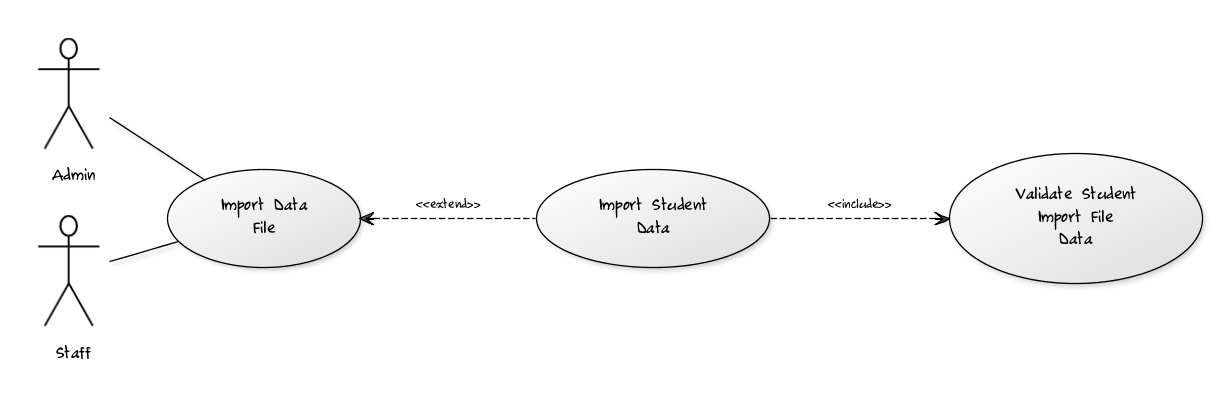 Admin
Staff
Import Data
File
<<extend>>
Import Student
Data
<<include>>
Validate Student
Import File
Data